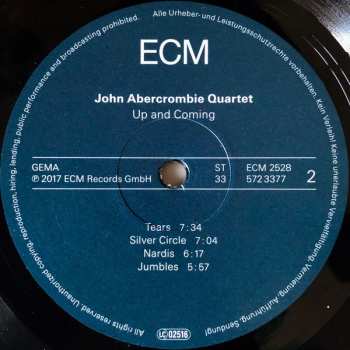 ECM
John Abercrombie Quartet
Up and Coming
GEMA ST ECM 2528
℗ 2017 ECM Records GmbH 33 572 3377 2
Tears 7:34
Silver Circle 7:04
Nardis 6:17
Jumbles 5:57
All rights reserved. Unauthorized copying, reproduction, hiring, lending, public performance and broadcasting prohibited.
Alle Urheber- und Leistungsschutzrechte vorbehalten. Kein Verleih! Keine unerlaubte Vervielfältigung, Vermietung, Aufführung, Sendung!
LC 02516